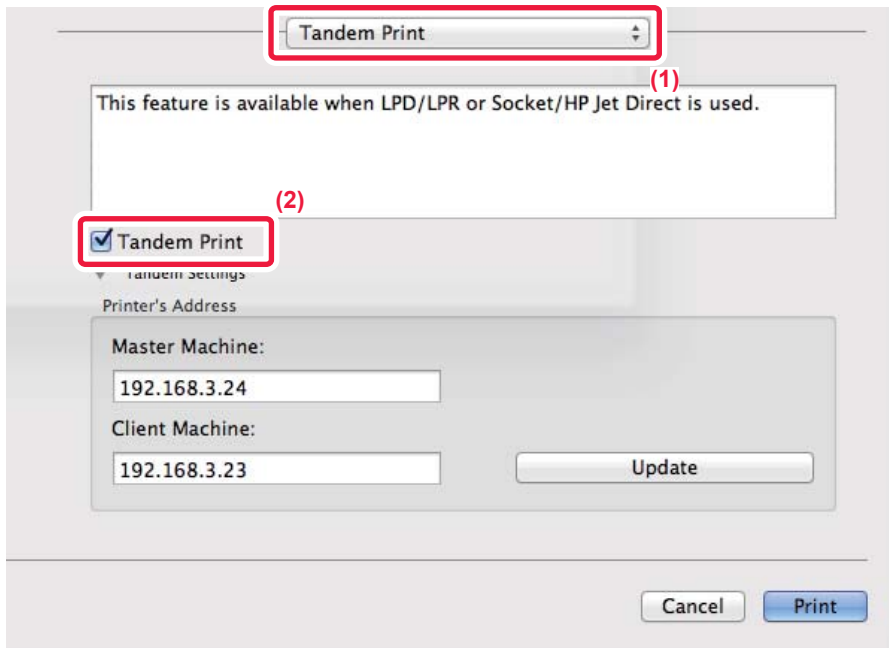 Tandem Print
(1)
This feature is available when LPD/LPR or Socket/HP Jet Direct is used.
(2)
Tandem Print
Tandem Settings
Printer's Address
Master Machine:
192.168.3.24
Client Machine:
192.168.3.23
Update
Cancel
Print